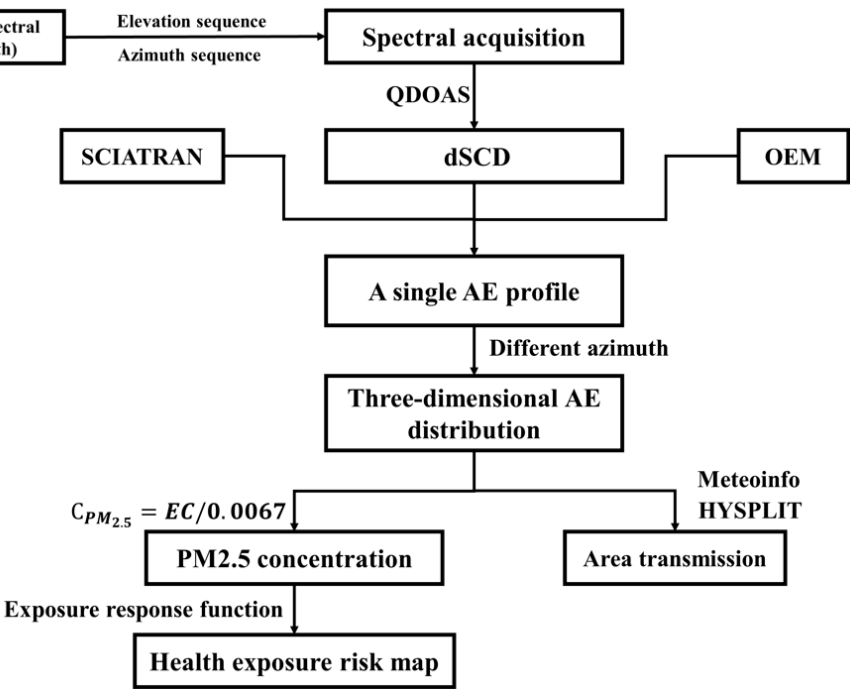 Elevation sequence
Azimuth sequence
Spectral acquisition
QDOAS
SCIATRAN
dSCD
OEM
A single AE profile
Different azimuth
Three-dimensional AE
distribution
Meteoinfo
HYSPLIT
C_{PM_{2.5}} = EC/0.0067
PM2.5 concentration
Area transmission
Exposure response function
Health exposure risk map